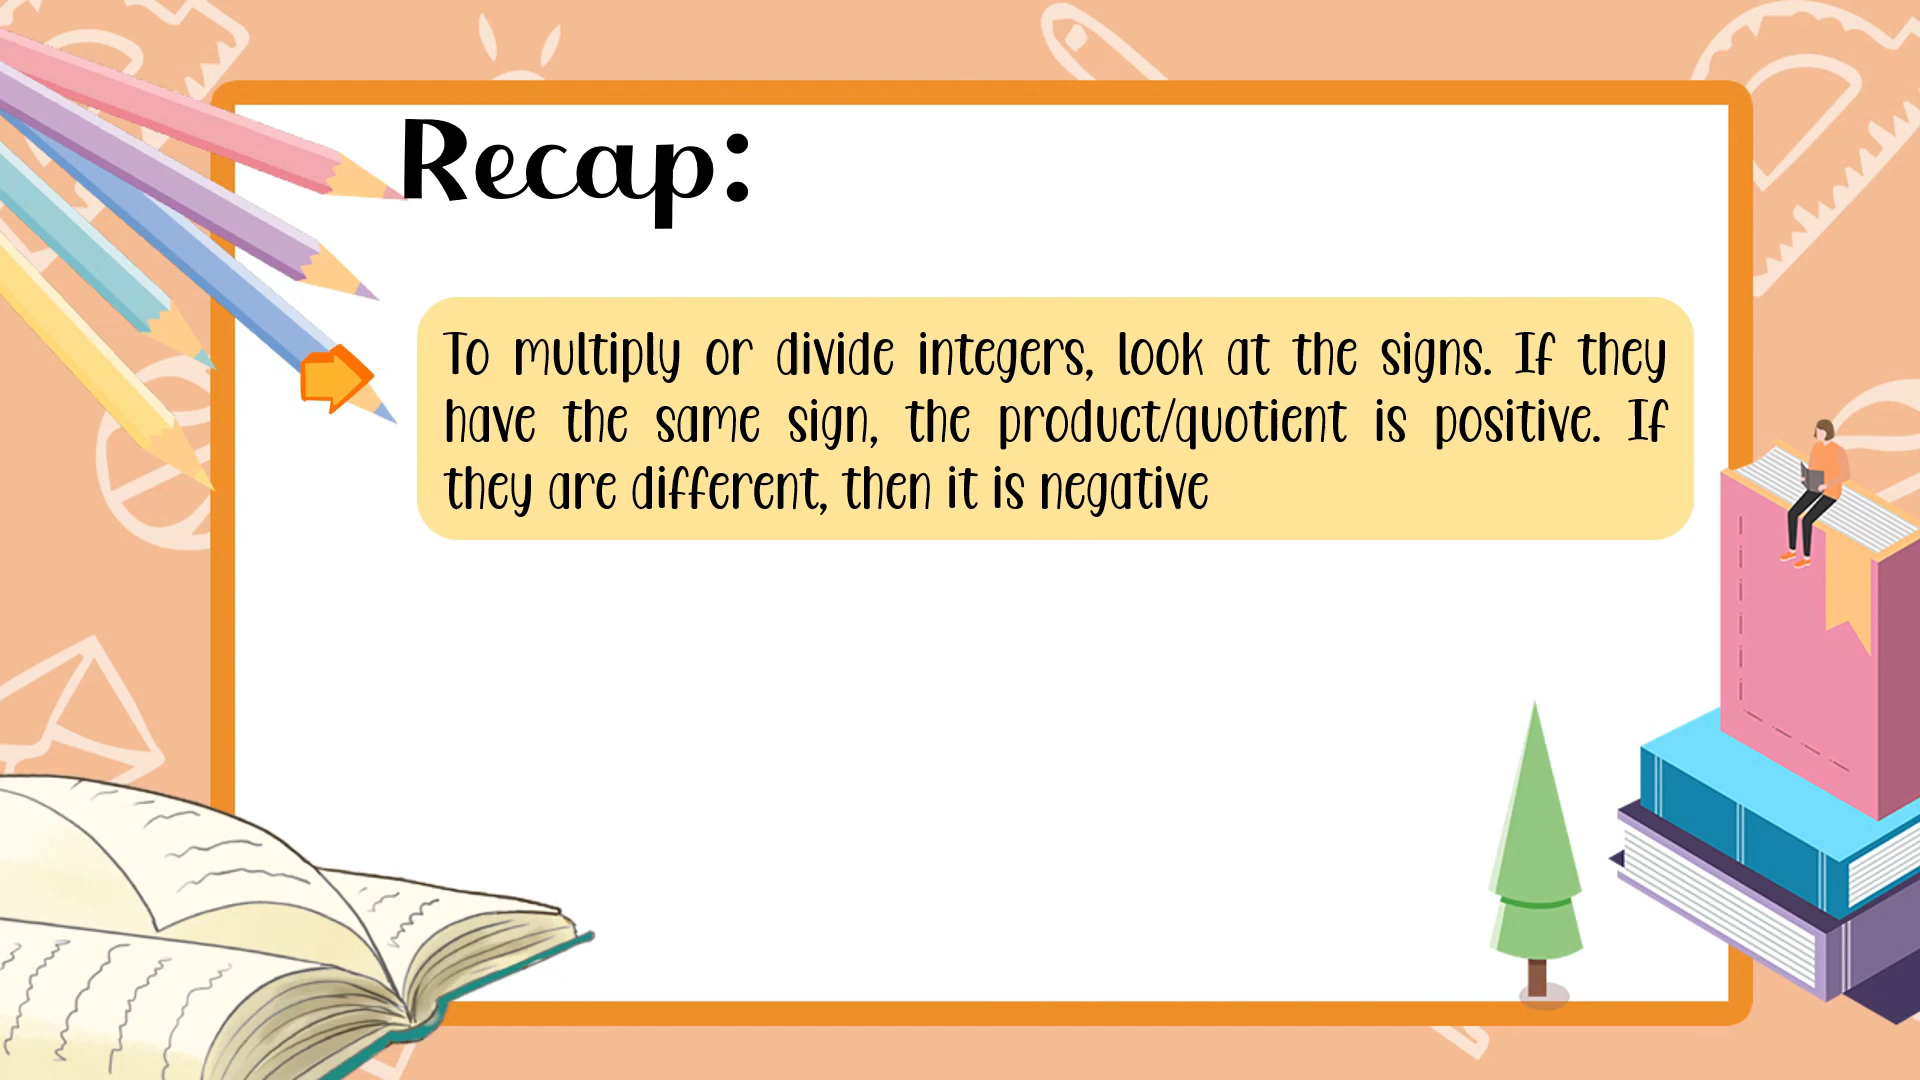 Recap:
To multiply or divide integers, look at the signs. If they
have the same sign, the product/quotient is positive. If
they are different, then it is negative